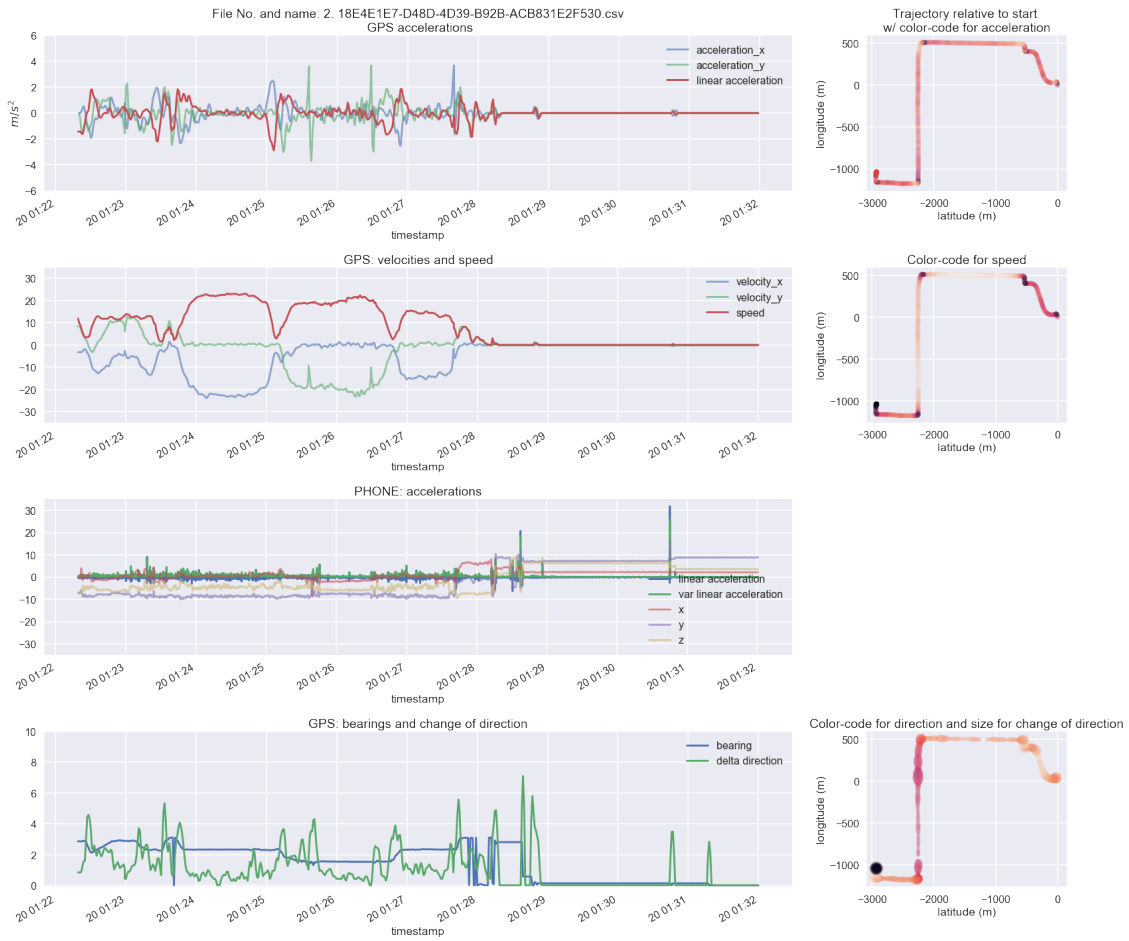 File No. and name: 2. 18E4E1E7-D48D-4D39-B92B-ACB831E2F530.csv
GPS accelerations
6
4
2
0
−2
−4
−6
m/s²
acceleration_x
acceleration_y
linear acceleration
20 01:22
20 01:23
20 01:24
20 01:25
20 01:26
20 01:27
20 01:28
20 01:29
20 01:30
20 01:31
20 01:32
timestamp
Trajectory relative to start
w/ color-code for acceleration
500
0
−500
−1000
longitude (m)
−3000
−2000
−1000
0
latitude (m)
GPS: velocities and speed
30
20
10
0
−10
−20
−30
velocity_x
velocity_y
speed
20 01:22
20 01:23
20 01:24
20 01:25
20 01:26
20 01:27
20 01:28
20 01:29
20 01:30
20 01:31
20 01:32
timestamp
Color-code for speed
500
0
−500
−1000
longitude (m)
−3000
−2000
−1000
0
latitude (m)
PHONE: accelerations
30
20
10
0
−10
−20
−30
linear acceleration
var linear acceleration
x
y
z
20 01:22
20 01:23
20 01:24
20 01:25
20 01:26
20 01:27
20 01:28
20 01:29
20 01:30
20 01:31
20 01:32
timestamp
GPS: bearings and change of direction
10
8
6
4
2
0
bearing
delta direction
20 01:22
20 01:23
20 01:24
20 01:25
20 01:26
20 01:27
20 01:28
20 01:29
20 01:30
20 01:31
20 01:32
timestamp
Color-code for direction and size for change of direction
500
0
−500
−1000
longitude (m)
−3000
−2000
−1000
0
latitude (m)